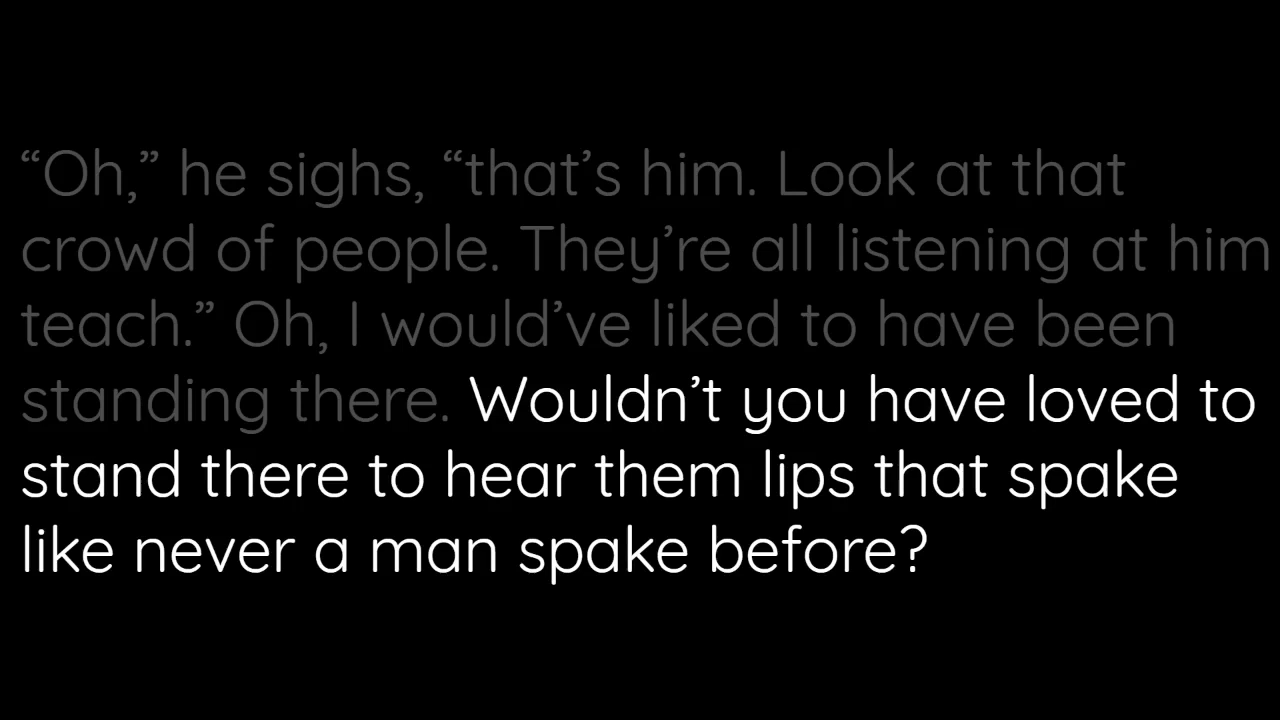 “Oh,” he sighs, “that’s him. Look at that
crowd of people. They’re all listening at him
teach.” Oh, I would’ve liked to have been
standing there. Wouldn’t you have loved to
stand there to hear them lips that spake
like never a man spake before?